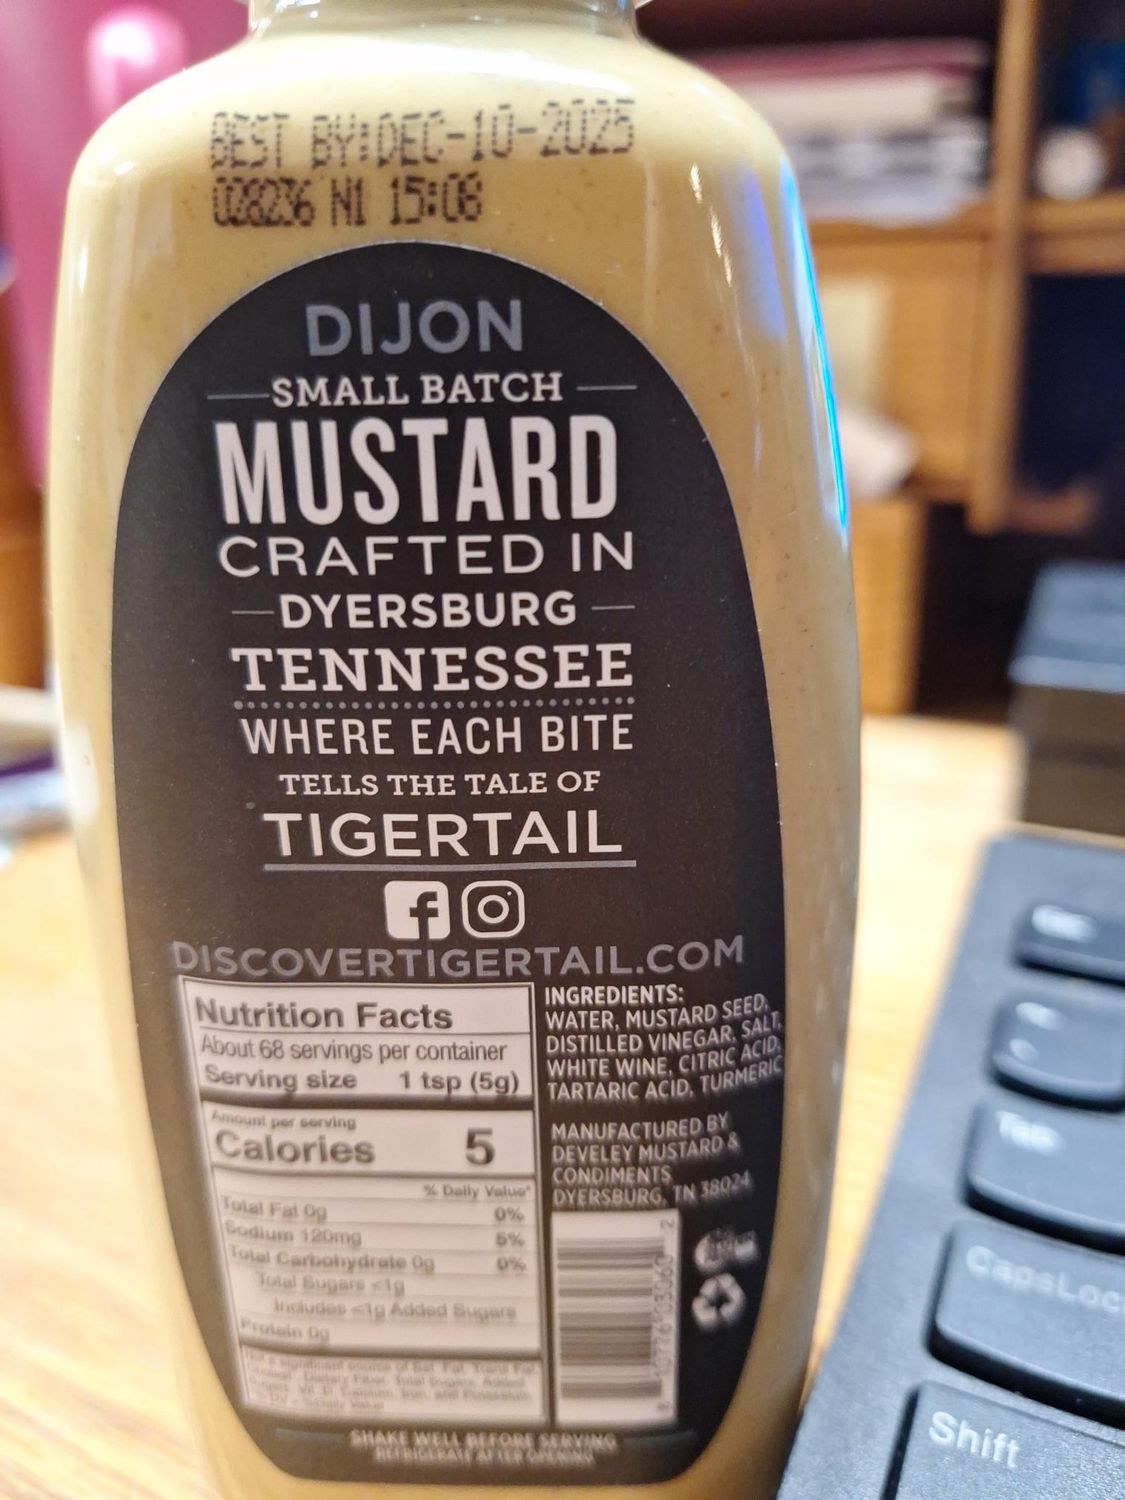 BEST BY:DEC-10-2025
028236 N1 15:08
DIJON
SMALL BATCH
MUSTARD
CRAFTED IN
DYERSBURG
TENNESSEE
WHERE EACH BITE
TELLS THE TALE OF
TIGERTAIL
DISCOVERTIGERTAIL.COM
Nutrition Facts
About 68 servings per container
Serving size 1 tsp (5g)
Amount per serving
Calories 5
% Daily Value*
Total Fat 0g 0%
Sodium 120mg 5%
Total Carbohydrate 0g 0%
Total Sugars <1g
Includes <1g Added Sugars
Protein 0g
INGREDIENTS:
WATER, MUSTARD SEED,
DISTILLED VINEGAR, SALT,
WHITE WINE, CITRIC ACID,
TARTARIC ACID, TURMERIC
MANUFACTURED BY
DEVELEY MUSTARD &
CONDIMENTS
DYERSBURG, TN 38024
SHAKE WELL BEFORE SERVING
REFRIGERATE AFTER OPENING
Tab
CapsLoc
Shift